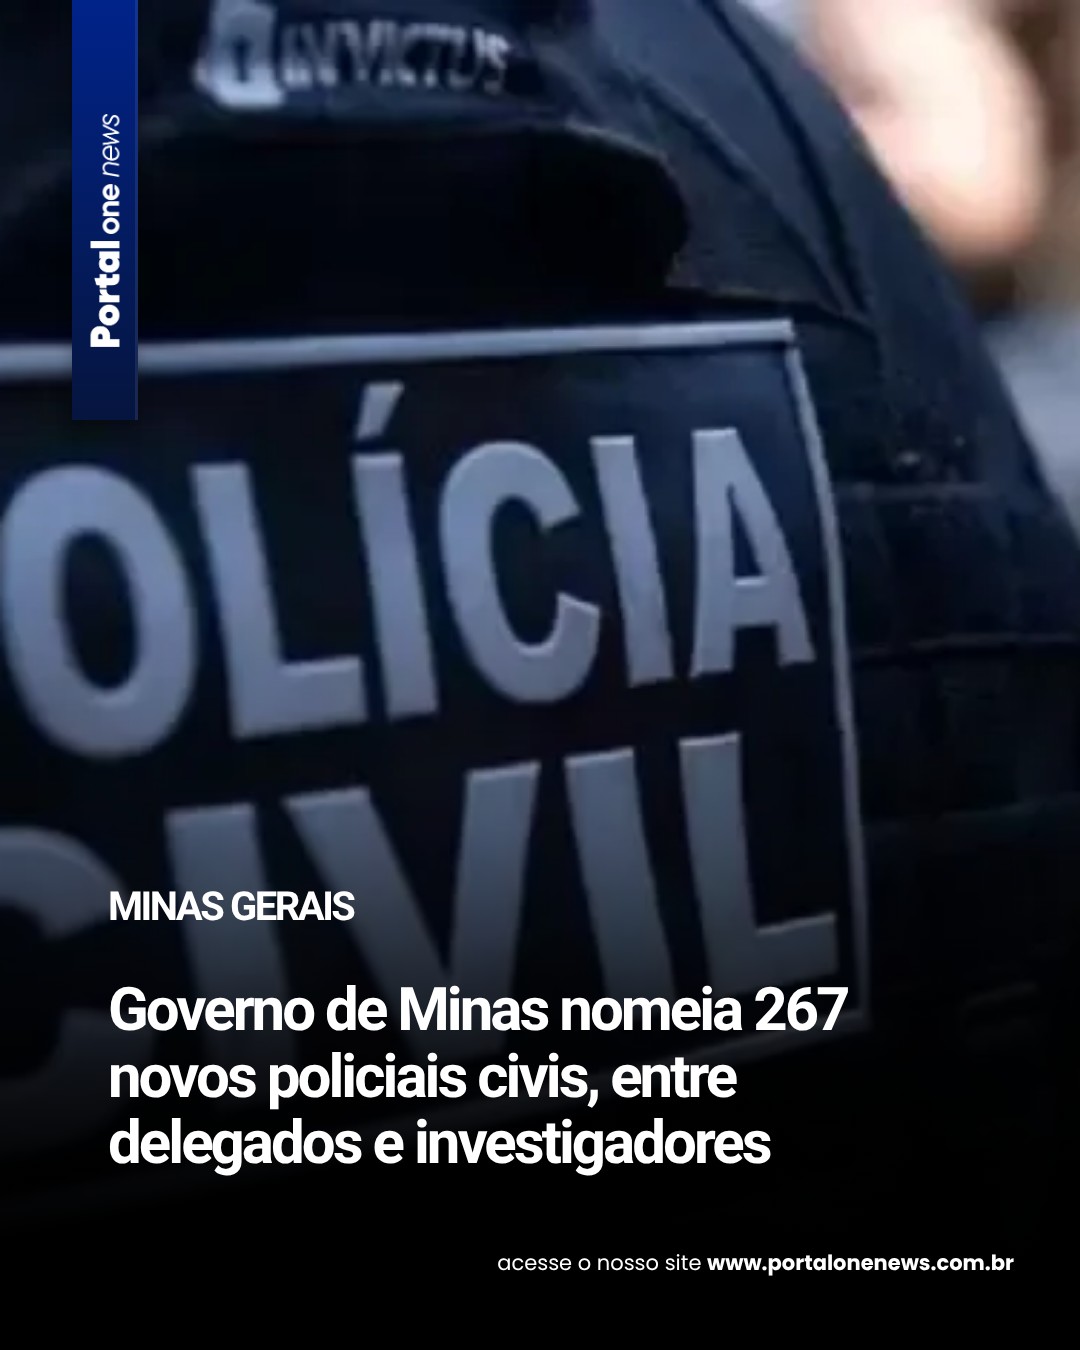 INVICTUS
Portal one news
OLÍCIA
CIVIL
MINAS GERAIS
Governo de Minas nomeia 267
novos policiais civis, entre
delegados e investigadores
acesse o nosso site www.portalonenews.com.br